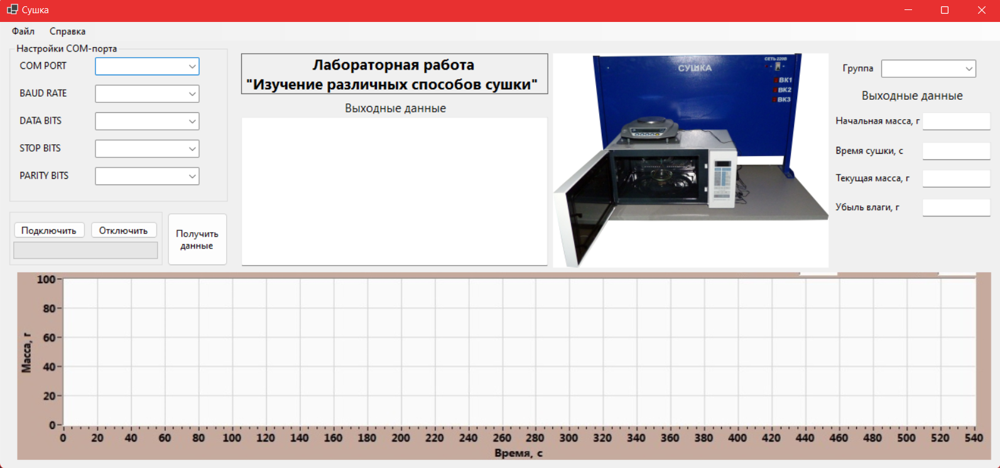 Сушка
Файл Справка
Настройки COM-порта
COM PORT
BAUD RATE
DATA BITS
STOP BITS
PARITY BITS
Подключить Отключить
Получить
данные
Лабораторная работа
"Изучение различных способов сушки"
Выходные данные
СУШКА
СЕТЬ 220В
ВК1
ВК2
ВК3
Группа
Выходные данные
Начальная масса, г
Время сушки, с
Текущая масса, г
Убыль влаги, г
100
80
60
40
20
0
Масса, г
0 20 40 60 80 100 120 140 160 180 200 220 240 260 280 300 320 340 360 380 400 420 440 460 480 500 520 540
Время, с